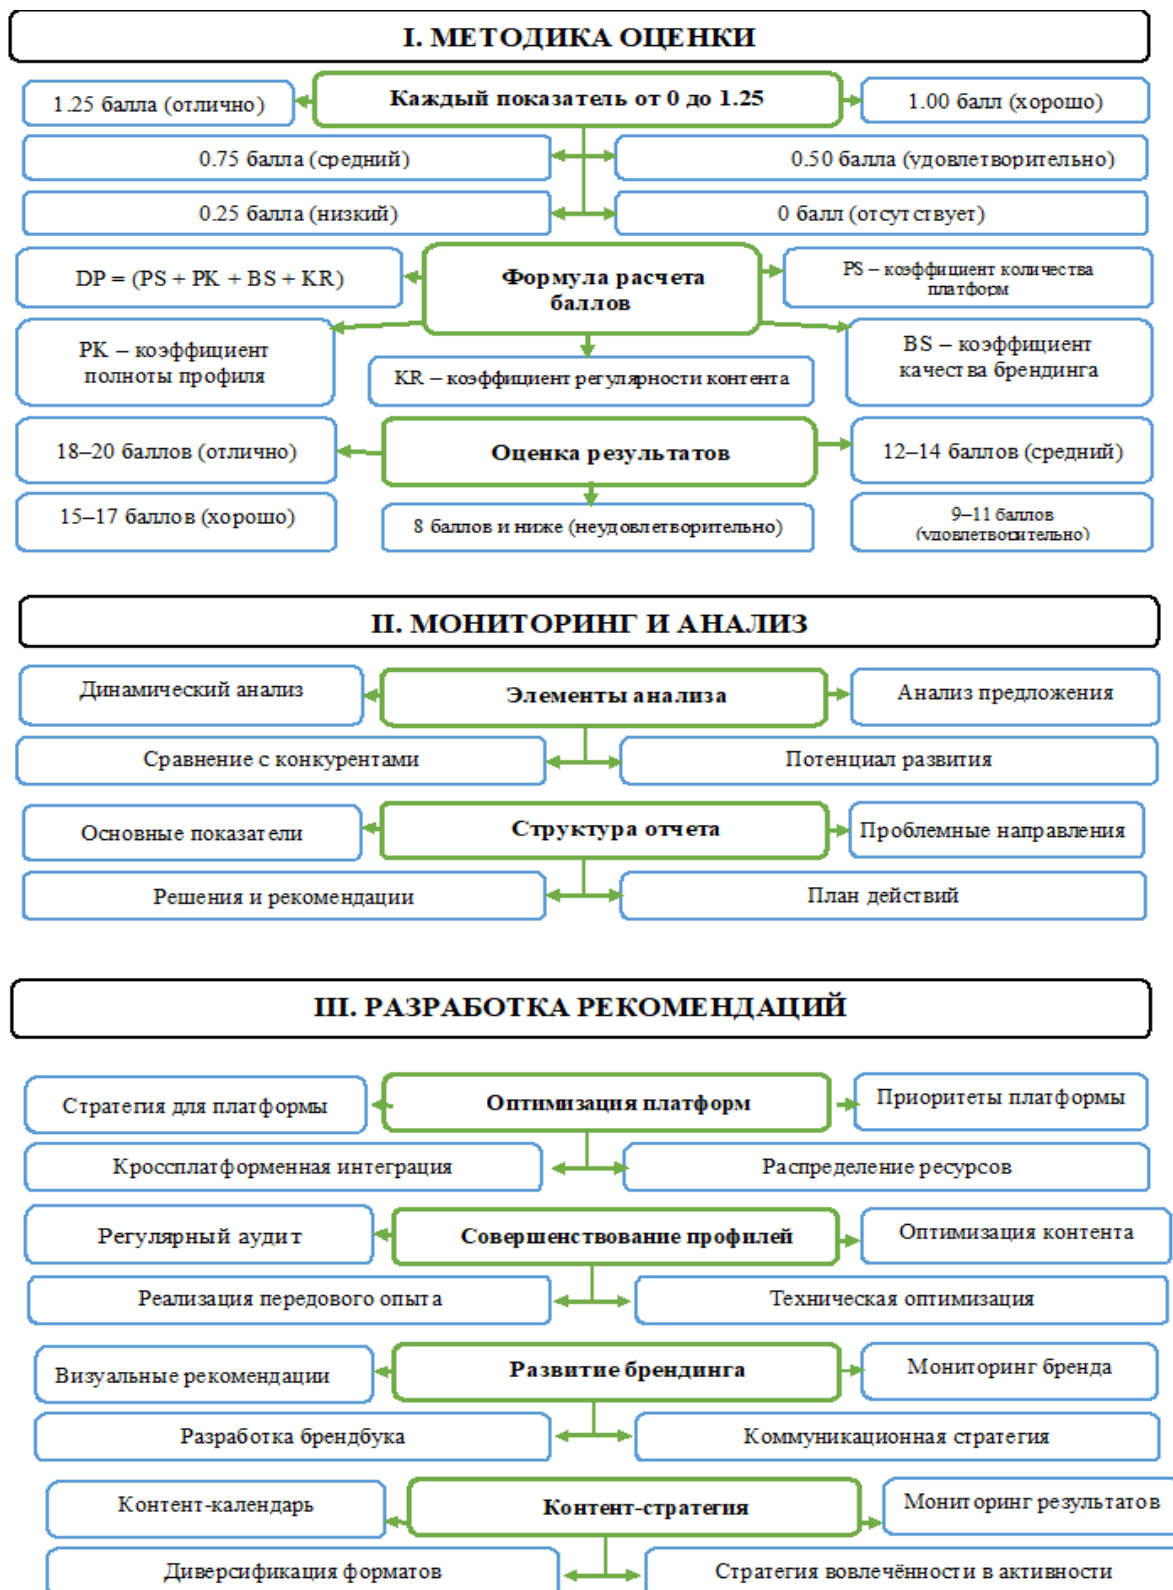 I. МЕТОДИКА ОЦЕНКИ
1.25 балла (отлично)
Каждый показатель от 0 до 1.25
1.00 балл (хорошо)
0.75 балла (средний)
0.50 балла (удовлетворительно)
0.25 балла (низкий)
0 балл (отсутствует)
DP = (PS + PK + BS + KR)
Формула расчета
баллов
PS – коэффициент количества
платформ
PK – коэффициент
полноты профиля
KR – коэффициент регулярности контента
BS – коэффициент
качества брендинга
18–20 баллов (отлично)
Оценка результатов
12–14 баллов (средний)
15–17 баллов (хорошо)
8 баллов и ниже (неудовлетворительно)
9–11 баллов
(удовлетворительно)
II. МОНИТОРИНГ И АНАЛИЗ
Динамический анализ
Элементы анализа
Анализ предложения
Сравнение с конкурентами
Потенциал развития
Основные показатели
Структура отчета
Проблемные направления
Решения и рекомендации
План действий
III. РАЗРАБОТКА РЕКОМЕНДАЦИЙ
Стратегия для платформы
Оптимизация платформ
Приоритеты платформы
Кроссплатформенная интеграция
Распределение ресурсов
Регулярный аудит
Совершенствование профилей
Оптимизация контента
Реализация передового опыта
Техническая оптимизация
Визуальные рекомендации
Развитие брендинга
Мониторинг бренда
Разработка брендбука
Коммуникационная стратегия
Контент-календарь
Контент-стратегия
Мониторинг результатов
Диверсификация форматов
Стратегия вовлечённости в активности